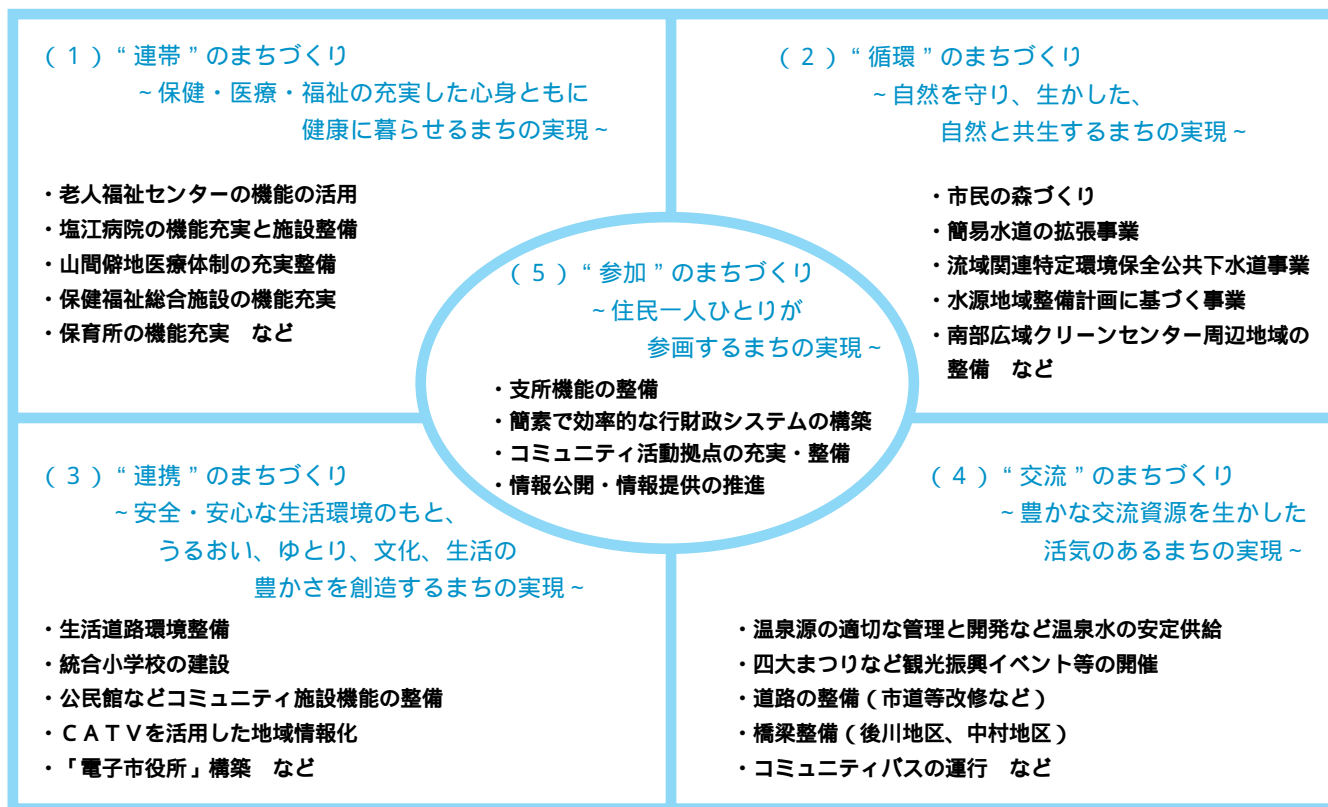 （１）“連帯”のまちづくり
～保健・医療・福祉の充実した心身ともに
健康に暮らせるまちの実現～
・老人福祉センターの機能の活用
・塩江病院の機能充実と施設整備
・山間僻地医療体制の充実整備
・保健福祉総合施設の機能充実
・保育所の機能充実　など
（２）“循環”のまちづくり
～自然を守り、生かした、
自然と共生するまちの実現～
・市民の森づくり
・簡易水道の拡張事業
・流域関連特定環境保全公共下水道事業
・水源地域整備計画に基づく事業
・南部広域クリーンセンター周辺地域の
整備　など
（５）“参加”のまちづくり
～住民一人ひとりが
参画するまちの実現～
・支所機能の整備
・簡素で効率的な行財政システムの構築
・コミュニティ活動拠点の充実・整備
・情報公開・情報提供の推進
（３）“連携”のまちづくり
～安全・安心な生活環境のもと、
うるおい、ゆとり、文化、生活の
豊かさを創造するまちの実現～
・生活道路環境整備
・統合小学校の建設
・公民館などコミュニティ施設機能の整備
・ＣＡＴＶを活用した地域情報化
・「電子市役所」構築　など
（４）“交流”のまちづくり
～豊かな交流資源を生かした
活気のあるまちの実現～
・温泉源の適切な管理と開発など温泉水の安定供給
・四大まつりなど観光振興イベント等の開催
・道路の整備（市道等改修など）
・橋梁整備（後川地区、中村地区）
・コミュニティバスの運行　など